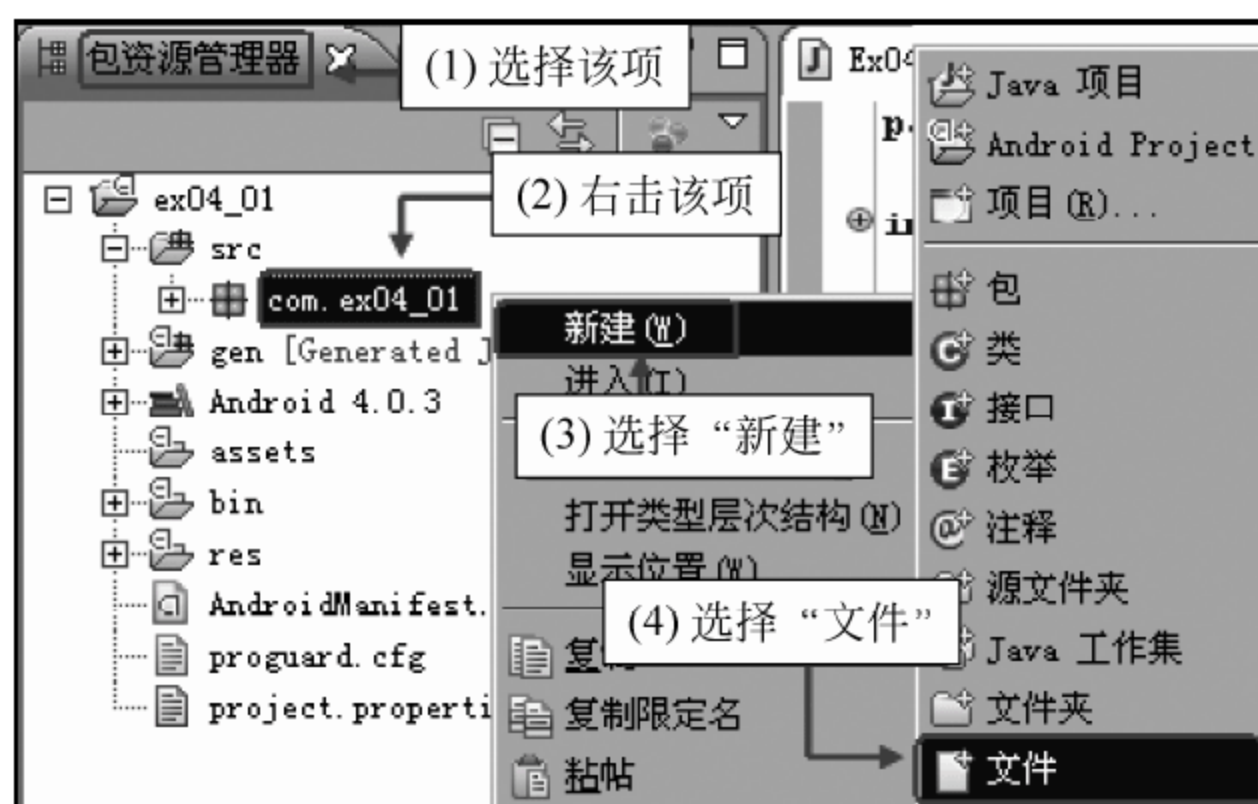 包资源管理器
(1) 选择该项
(2) 右击该项
ex04_01
src
com.ex04_01
gen [Generated J
Android 4.0.3
assets
bin
res
AndroidManifest.
proguard.cfg
project.properti
新建(W)
进入(I)
(3) 选择“新建”
打开类型层次结构(N)
显示位置(W)
(4) 选择“文件”
复制限定名
粘帖
Ex04
p
Java 项目
Android Project
项目(R)...
包
类
接口
枚举
注释
源文件夹
Java 工作集
文件夹
文件